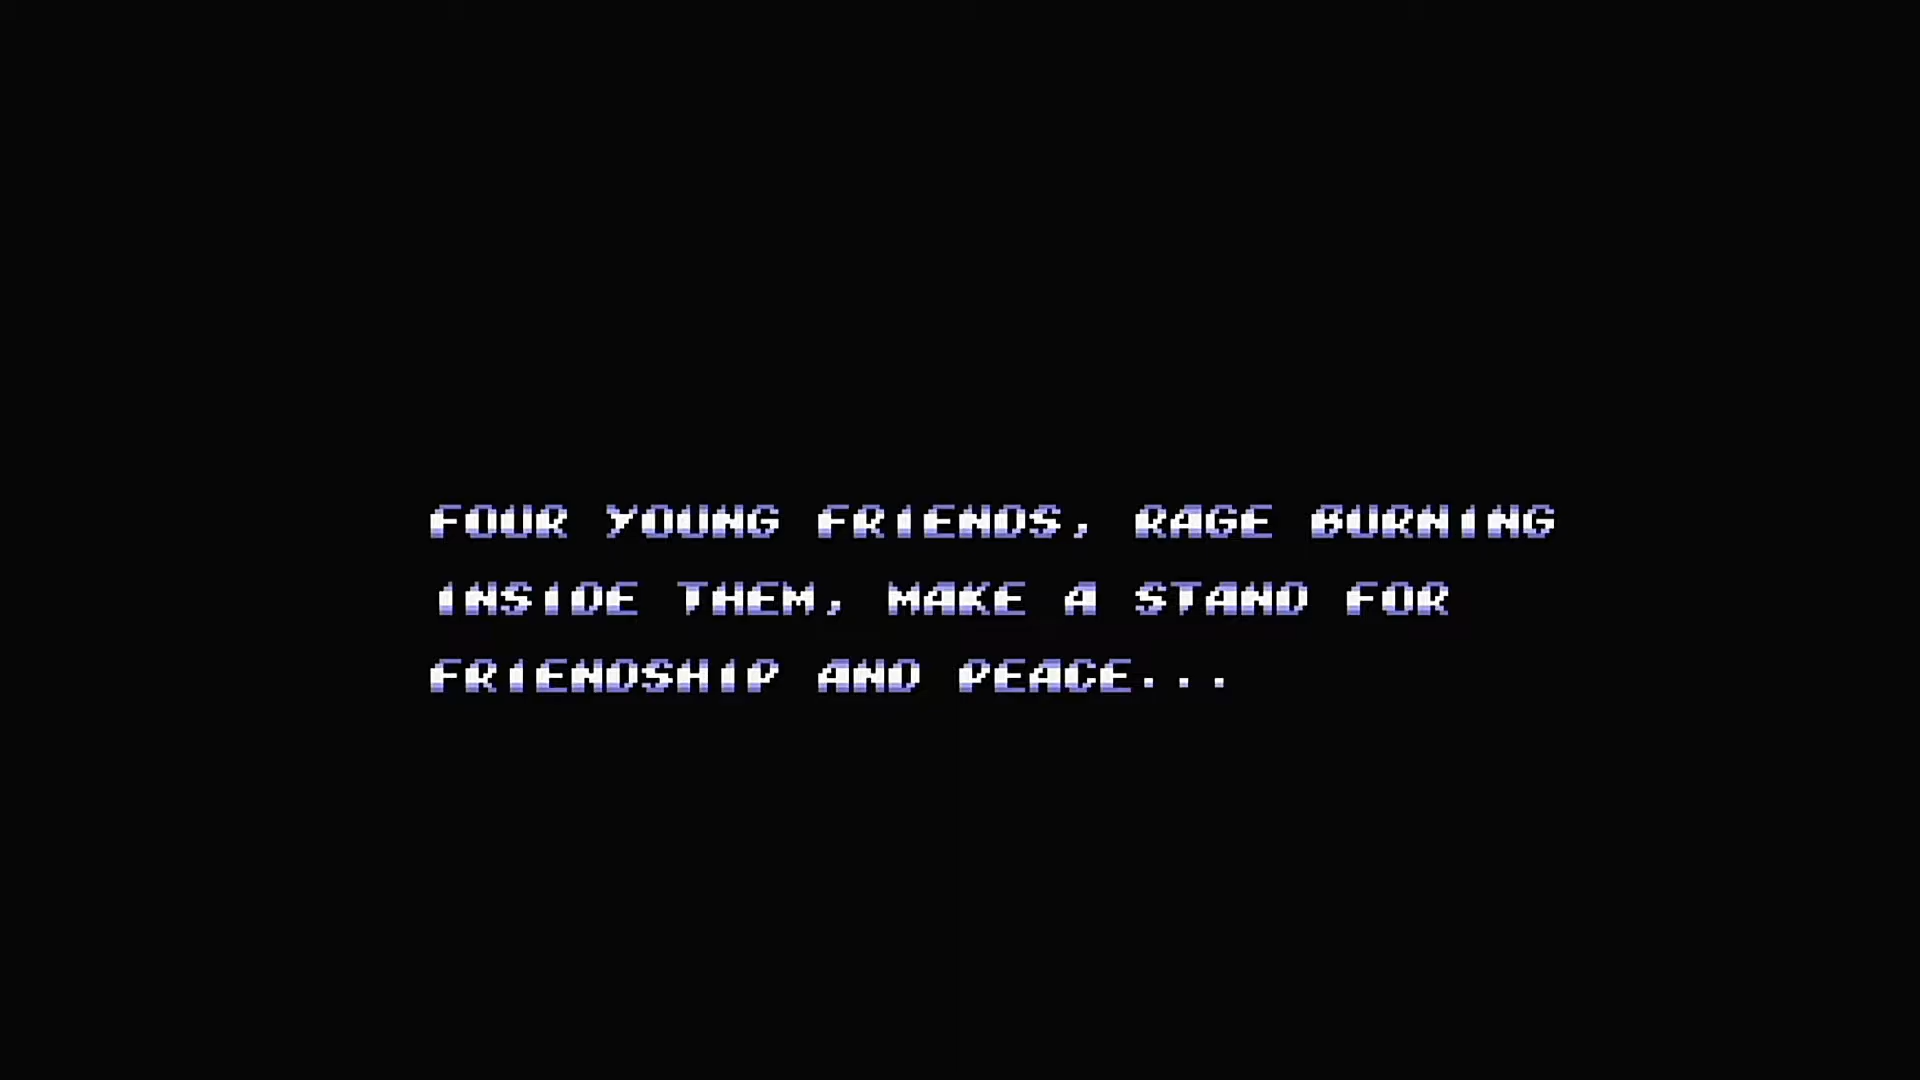 FOUR YOUNG FRIENDS, RAGE BURNING
INSIDE THEM, MAKE A STAND FOR
FRIENDSHIP AND PEACE...